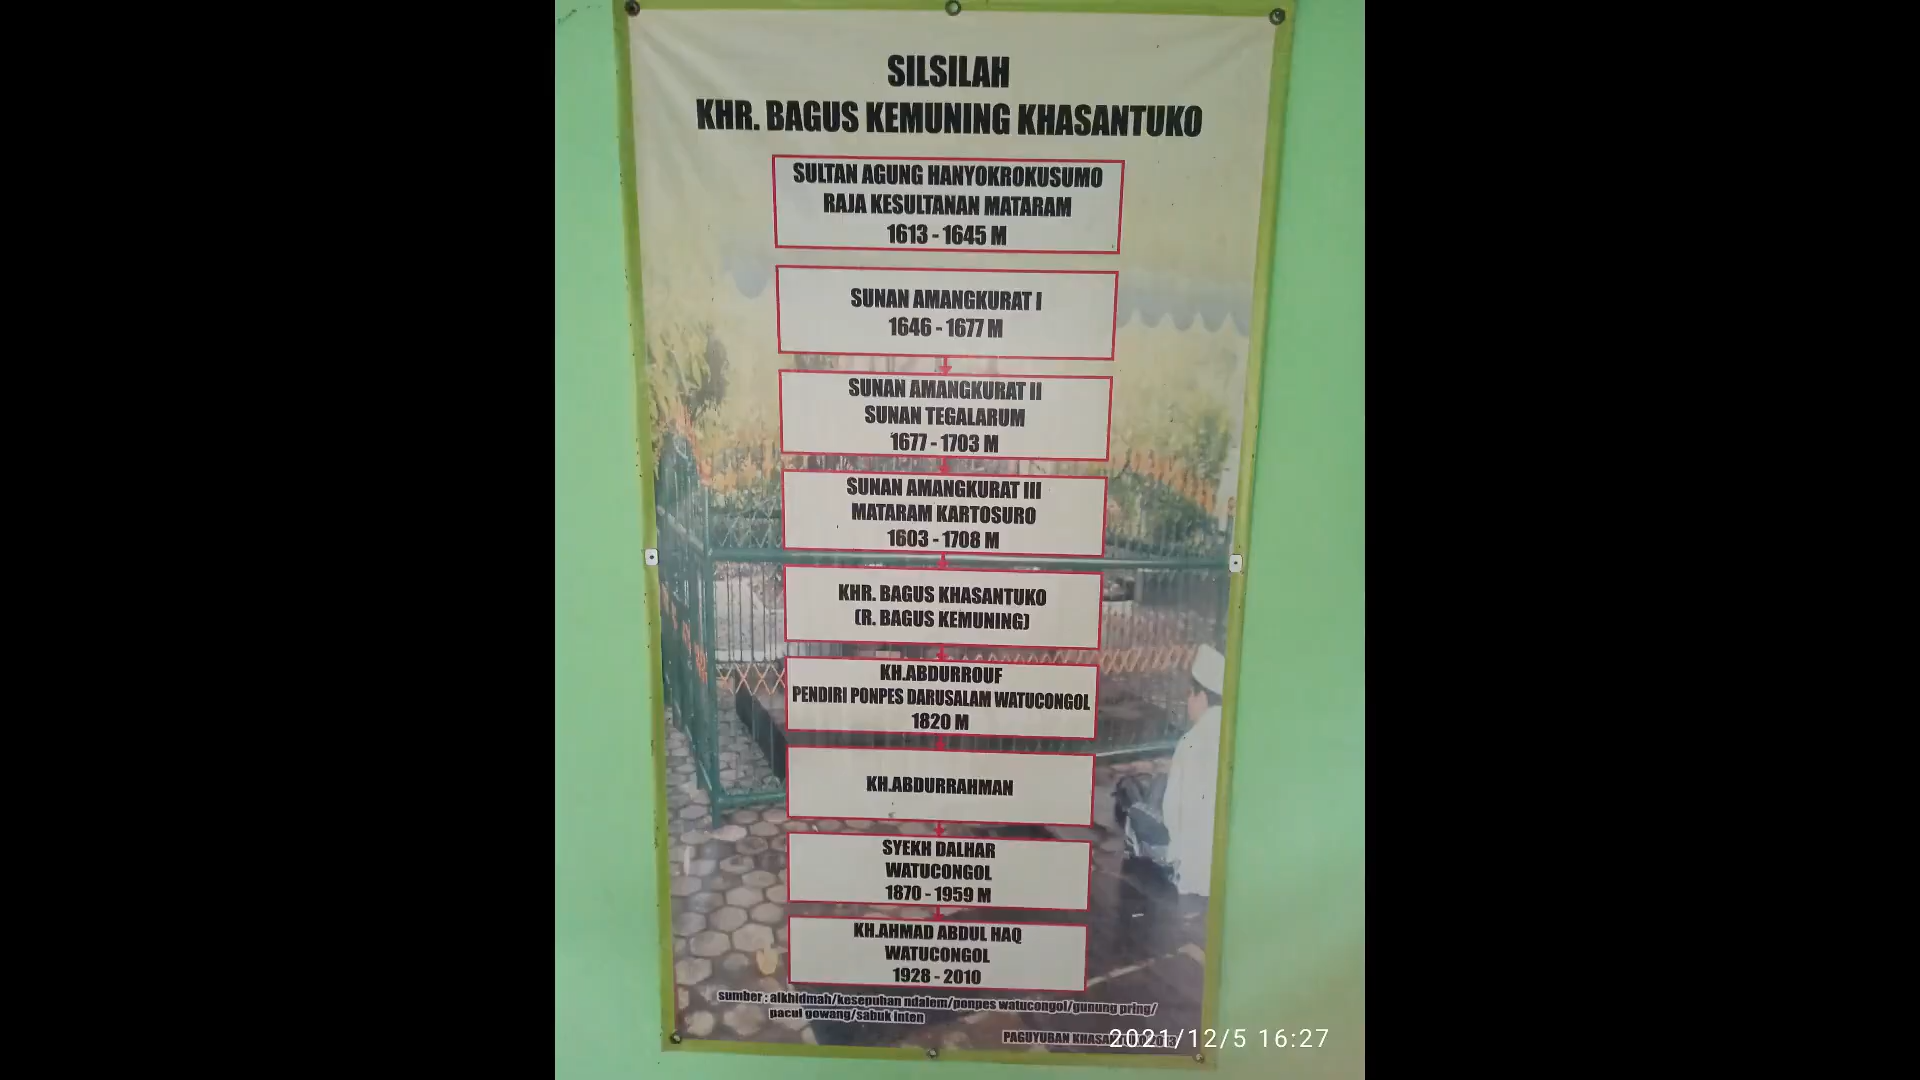 SILSILAH
KHR. BAGUS KEMUNING KHASANTUKO
SULTAN AGUNG HANYOKROKUSUMO
RAJA KESULTANAN MATARAM
1613 - 1645 M
SUNAN AMANGKURAT I
1646 - 1677 M
SUNAN AMANGKURAT II
SUNAN TEGALARUM
1677 - 1703 M
SUNAN AMANGKURAT III
MATARAM KARTOSURO
1603 - 1708 M
KHR. BAGUS KHASANTUKO
(R. BAGUS KEMUNING)
KH.ABDURROUF
PENDIRI PONPES DARUSALAM WATUCONGOL
1820 M
KH.ABDURRAHMAN
SYEKH DALHAR
WATUCONGOL
1870 - 1959 M
KH.AHMAD ABDUL HAQ
WATUCONGOL
1928 - 2010
sumber : alkhidmah/kesepuhan ndalem/ponpes watucongol/gunung pring/
pacul gowang/sabuk inten
PAGUYUBAN
2021/12/5 16:27